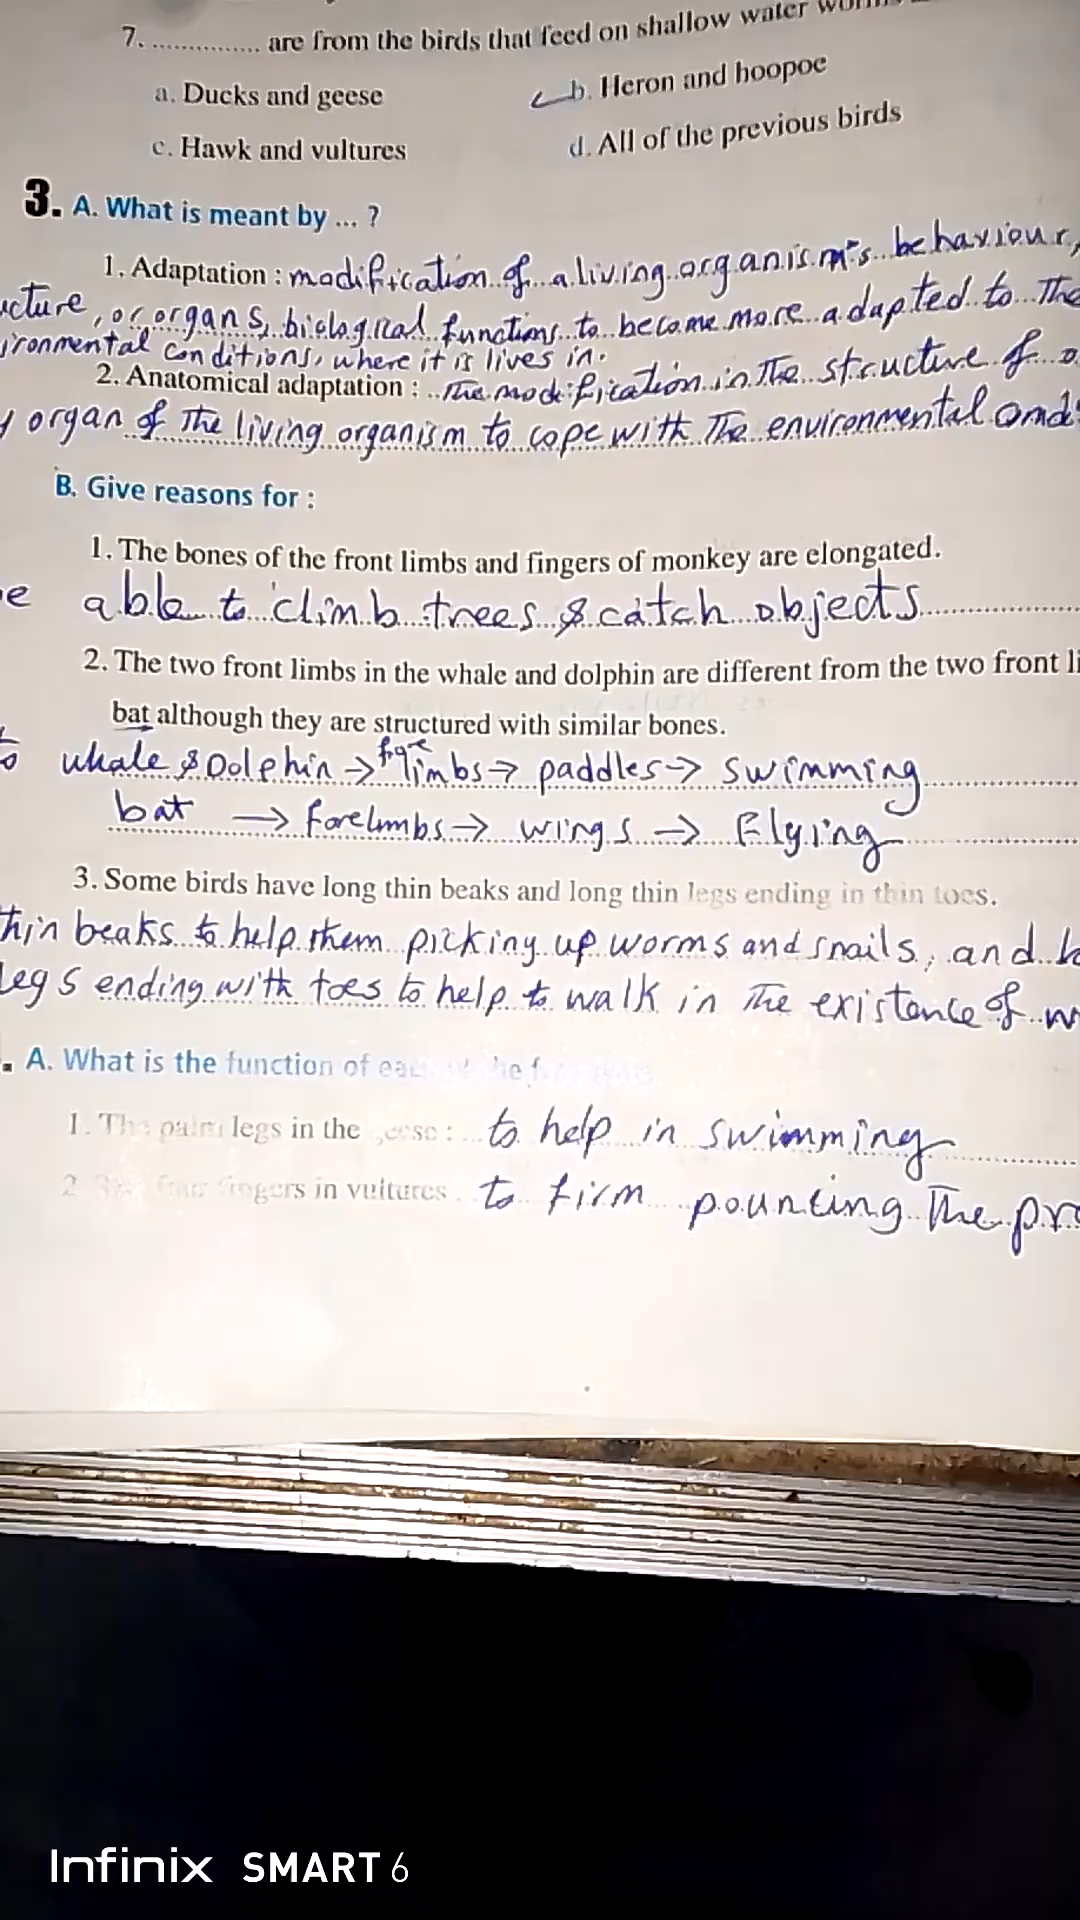 7. .............. are from the birds that feed on shallow water
a. Ducks and geese
b. Heron and hoopoe
c. Hawk and vultures
d. All of the previous birds
3. A. What is meant by ... ?
1. Adaptation : modification of a living organism's behaviour,
ucture, or organs, biological functions to become more adapted to the
ironmental conditions, where it is lives in.
2. Anatomical adaptation : The modification in the structure of a
y organ of the living organism to cope with the environmental
B. Give reasons for :
1. The bones of the front limbs and fingers of monkey are elongated.
e able to climb trees & catch objects
2. The two front limbs in the whale and dolphin are different from the two front li
bat although they are structured with similar bones.
whale & Dolphin → fore limbs → paddles → swimming
bat → forelimbs → wings → Flying
3. Some birds have long thin beaks and long thin legs ending in thin toes.
thin beaks to help them picking up worms and snails, and
legs ending with toes to help to walk in the existence of
. A. What is the function of
1. The palm legs in the geese : to help in swimming
2. fingers in vultures to firm pounting The pr
Infinix SMART 6